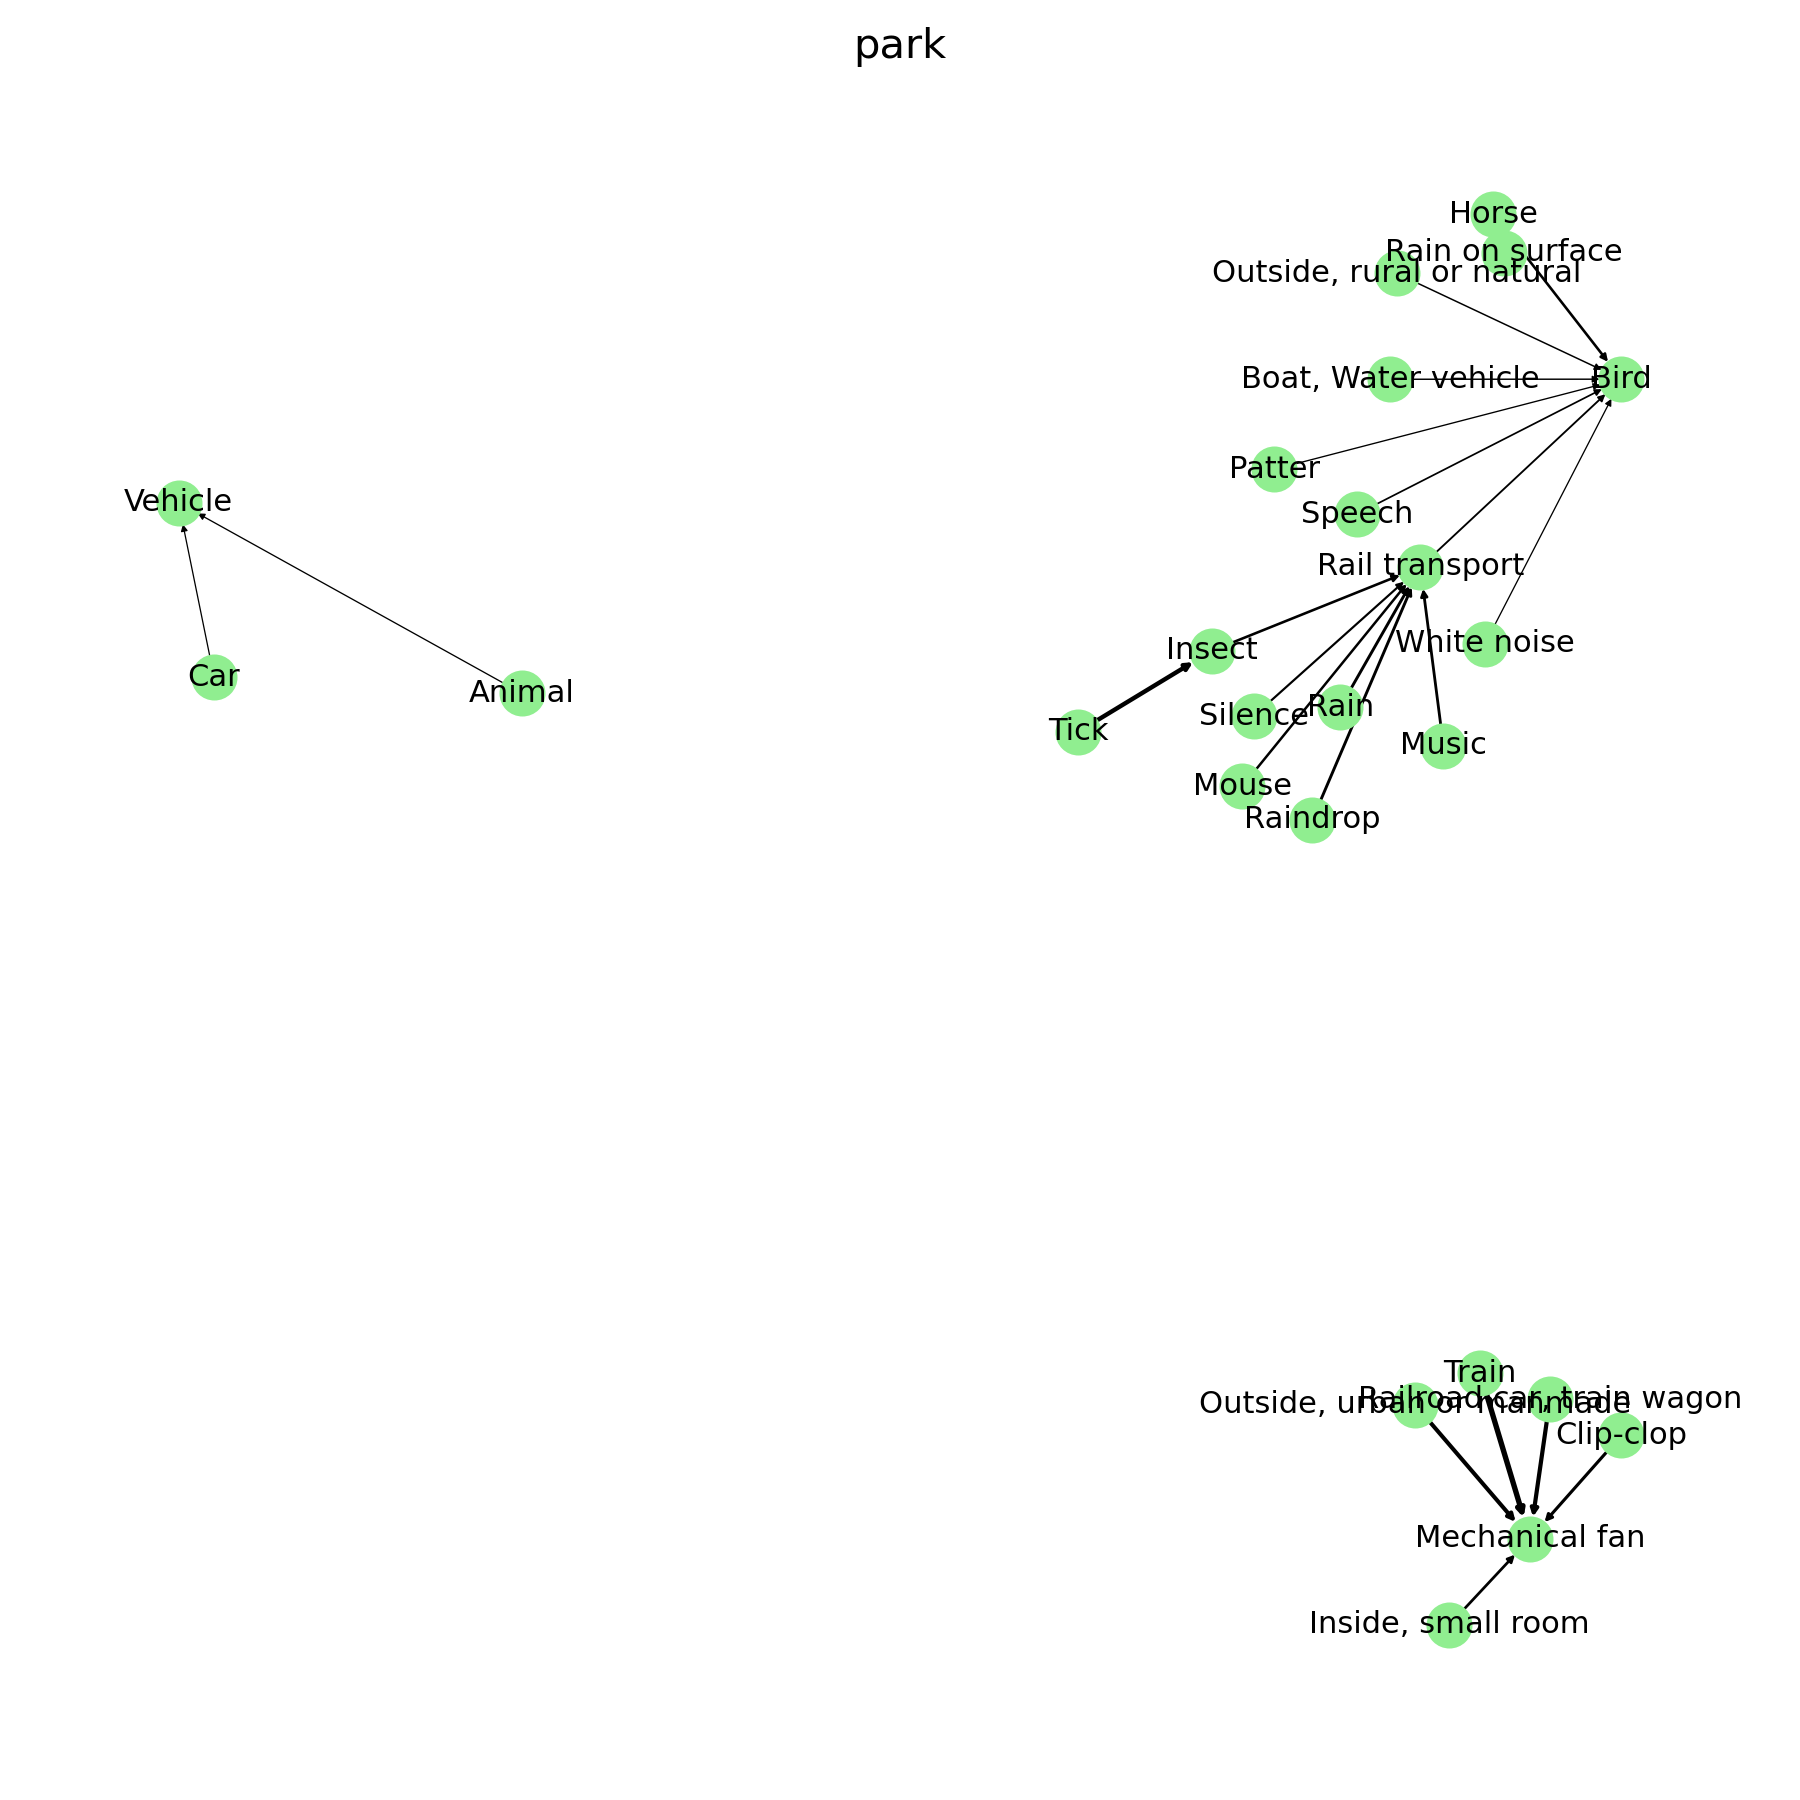 park
Horse
Rain on surface
Outside, rural or natural
Boat, Water vehicle
Bird
Patter
Vehicle
Speech
Rail transport
White noise
Insect
Car
Animal
Rain
Silence
Tick
Music
Mouse
Raindrop
Train
Railroad car, train wagon
Outside, urban or manmade
Clip-clop
Mechanical fan
Inside, small room